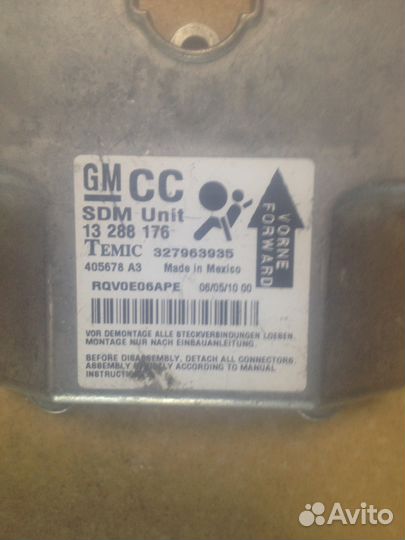 GM CC
SDM Unit
13 288 176
TEMIC 327963935
405678 A3 Made in Mexico
RQV0E06APE 06/05/10 00
VORNE
FORWARD
VOR DEMONTAGE ALLE STECKVERBINDUNGEN LOESEN.
MONTAGE NUR NACH EINBAUANLEITUNG.
BEFORE DISASSEMBLY, DETACH ALL CONNECTORS
ASSEMBLY ACCORDING TO MANUAL
INSTRUCTION
Avito